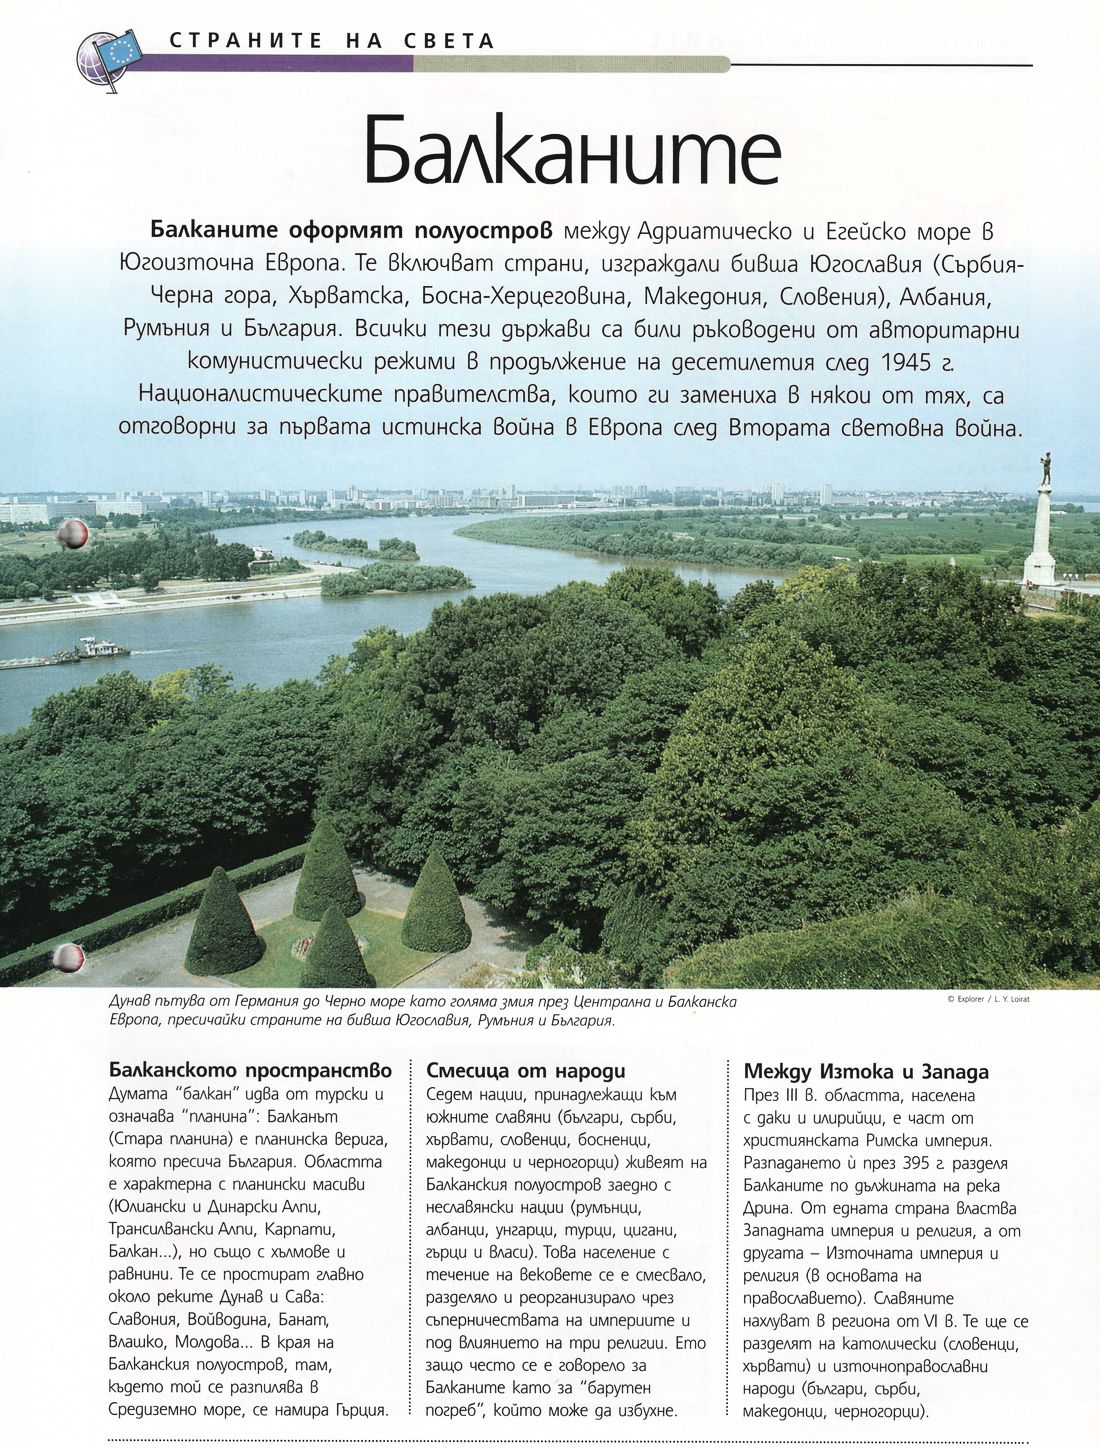 СТРАНИТЕ НА СВЕТА
Балканите
Балканите оформят полуостров между Адриатическо и Егейско море в
Югоизточна Европа. Те включват страни, изграждали бивша Югославия (Сърбия-
Черна гора, Хърватска, Босна-Херцеговина, Македония, Словения), Албания,
Румъния и България. Всички тези държави са били ръководени от авторитарни
комунистически режими в продължение на десетилетия след 1945 г.
Националистическите правителства, които ги замениха в някои от тях, са
отговорни за първата истинска война в Европа след Втората световна война.
Дунав пътува от Германия до Черно море като голяма змия през Централна и Балканска
Европа, пресичайки страните на бивша Югославия, Румъния и България.
© Explorer / L. Y. Loirat
Балканското пространство
Думата “балкан” идва от турски и
означава “планина”: Балканът
(Стара планина) е планинска верига,
която пресича България. Областта
е характерна с планински масиви
(Юлиански и Динарски Алпи,
Трансилвански Алпи, Карпати,
Балкан...), но също с хълмове и
равнини. Те се простират главно
около реките Дунав и Сава:
Славония, Войводина, Банат,
Влашко, Молдова... В края на
Балканския полуостров, там,
където той се разпилява в
Средиземно море, се намира Гърция.
Смесица от народи
Седем нации, принадлежащи към
южните славяни (българи, сърби,
хървати, словенци, босненци,
македонци и черногорци) живеят на
Балканския полуостров заедно с
неславянски нации (румънци,
албанци, унгарци, турци, цигани,
гърци и власи). Това население с
течение на вековете се е смесвало,
разделяло и реорганизирало чрез
съперничествата на империите и
под влиянието на три религии. Ето
защо често се е говорело за
Балканите като за “барутен
погреб”, който може да избухне.
Между Изтока и Запада
През III в. областта, населена
с даки и илирийци, е част от
християнската Римска империя.
Разпадането ѝ през 395 г. разделя
Балканите по дължината на река
Дрина. От едната страна властва
Западната империя и религия, а от
другата – Източната империя и
религия (в основата на
православието). Славяните
нахлуват в региона от VI в. Те ще се
разделят на католически (словенци,
хървати) и източноправославни
народи (българи, сърби,
македонци, черногорци).